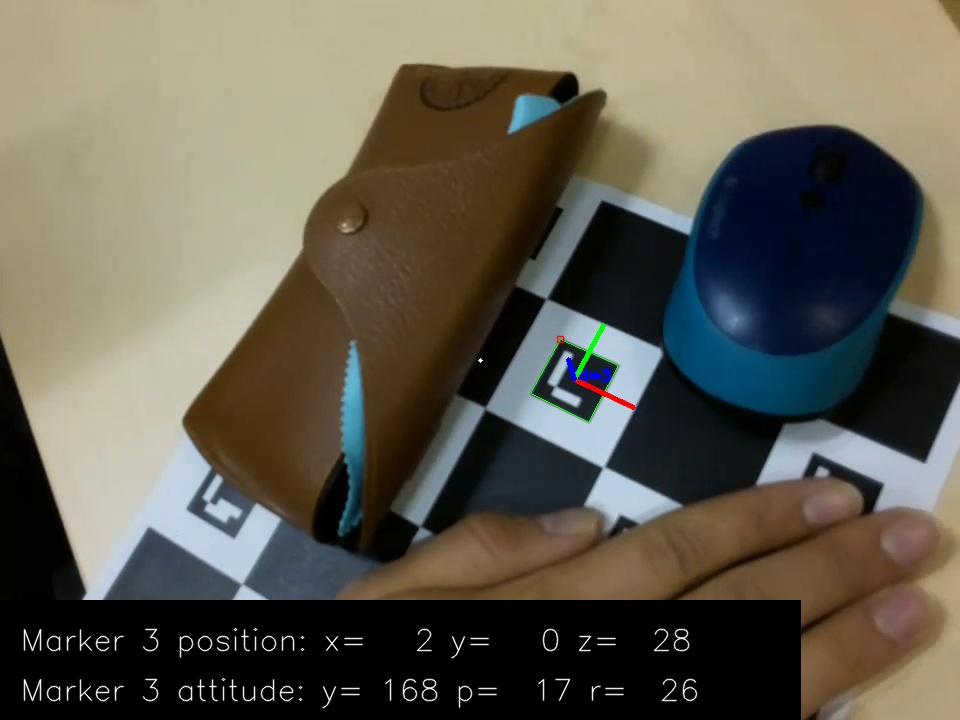 Marker 3 position: x= 2 y= 0 z= 28
Marker 3 attitude: y= 168 p= 17 r= 26